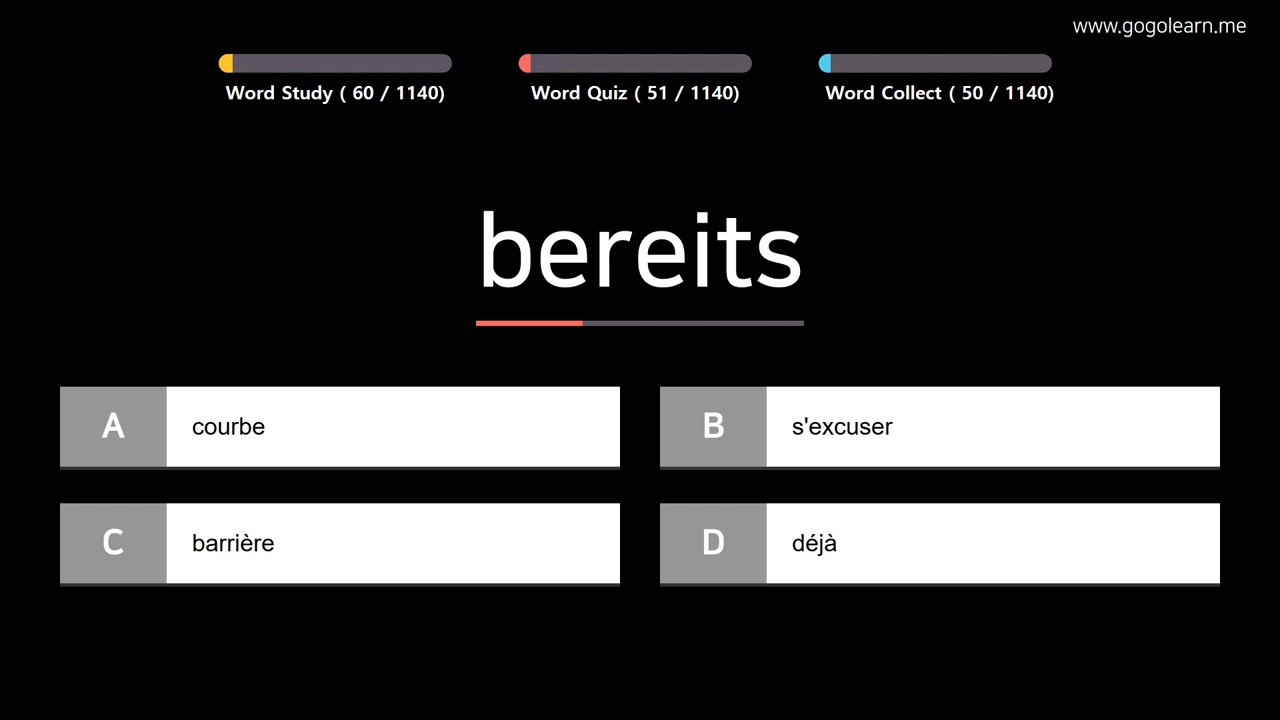 www.gogolearn.me
Word Study ( 60 / 1140)
Word Quiz ( 51 / 1140)
Word Collect ( 50 / 1140)
bereits
A courbe
B s'excuser
C barrière
D déjà